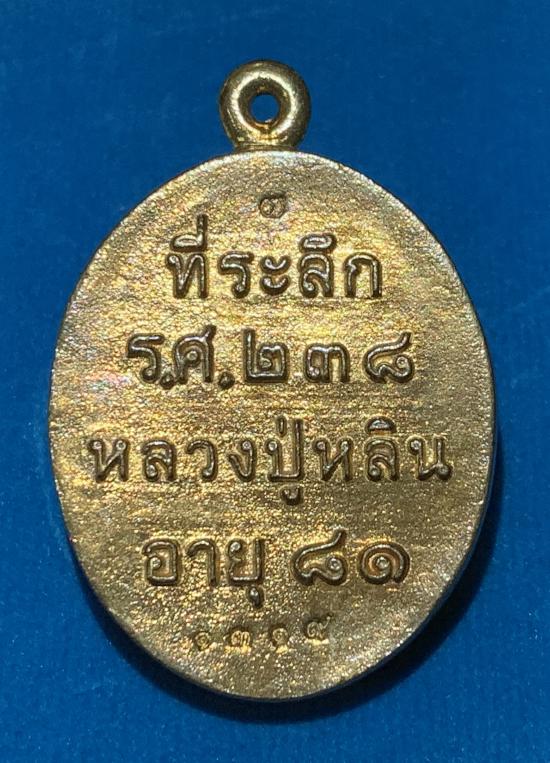 ๓
ที่ระลึก
ร.ศ.๒๓๘
หลวงปู่หลิน
อายุ ๘๑
๑๓๑๙